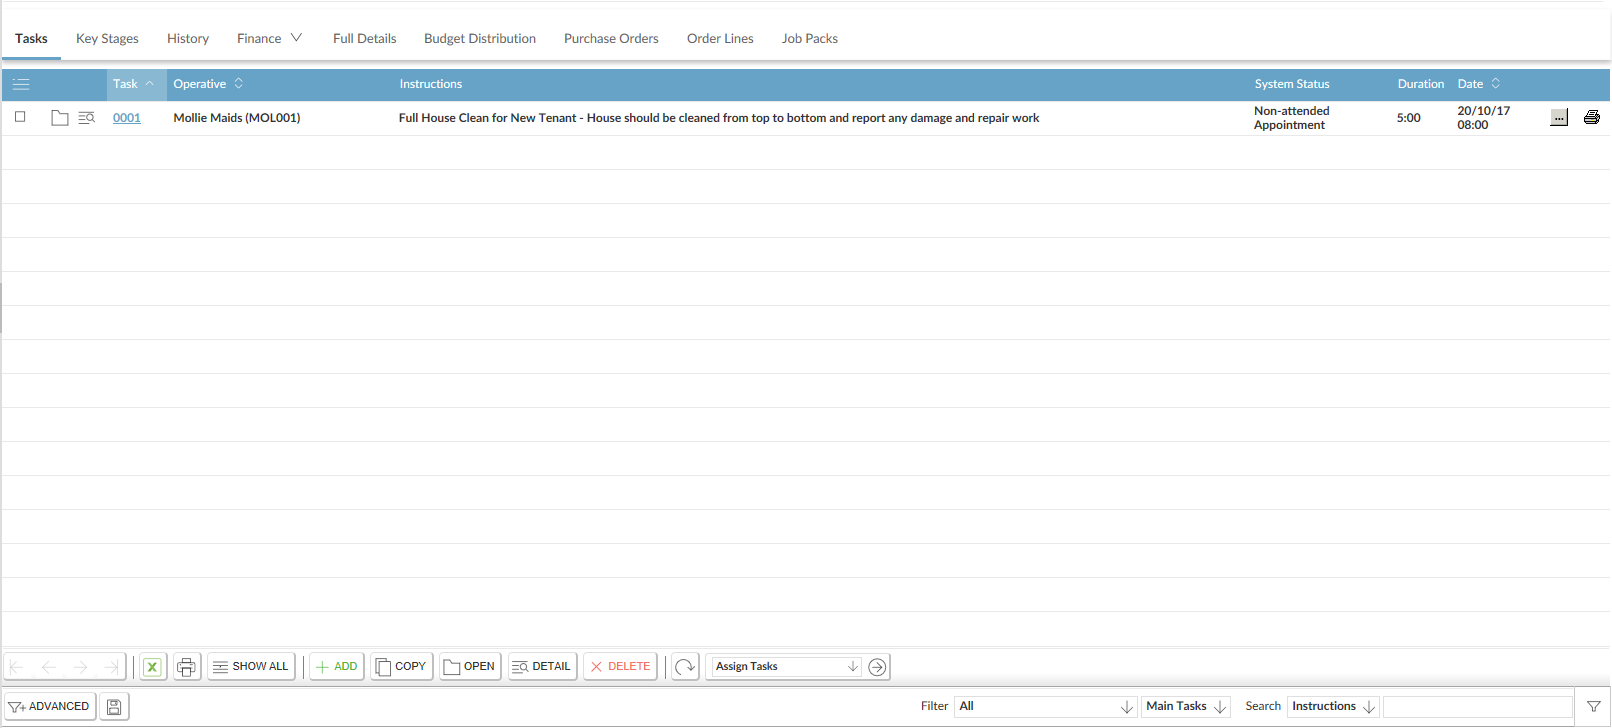 Tasks Key Stages History Finance Full Details Budget Distribution Purchase Orders Order Lines Job Packs
Task Operative Instructions System Status Duration Date
0001 Mollie Maids (MOL001) Full House Clean for New Tenant - House should be cleaned from top to bottom and report any damage and repair work Non-attended 5:00 20/10/17 ...
Appointment 08:00
X SHOW ALL ADD COPY OPEN DETAIL DELETE Assign Tasks
ADVANCED Filter All Main Tasks Search Instructions